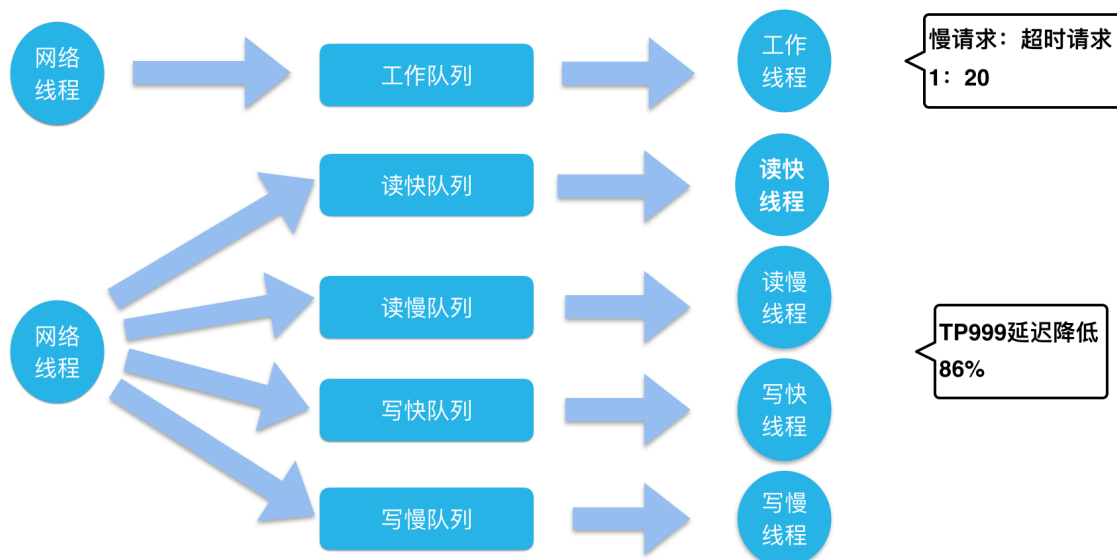 网络
线程
工作队列
工作
线程
慢请求：超时请求
1：20
读快队列
读快
线程
网络
线程
读慢队列
读慢
线程
TP999延迟降低
86%
写快队列
写快
线程
写慢队列
写慢
线程